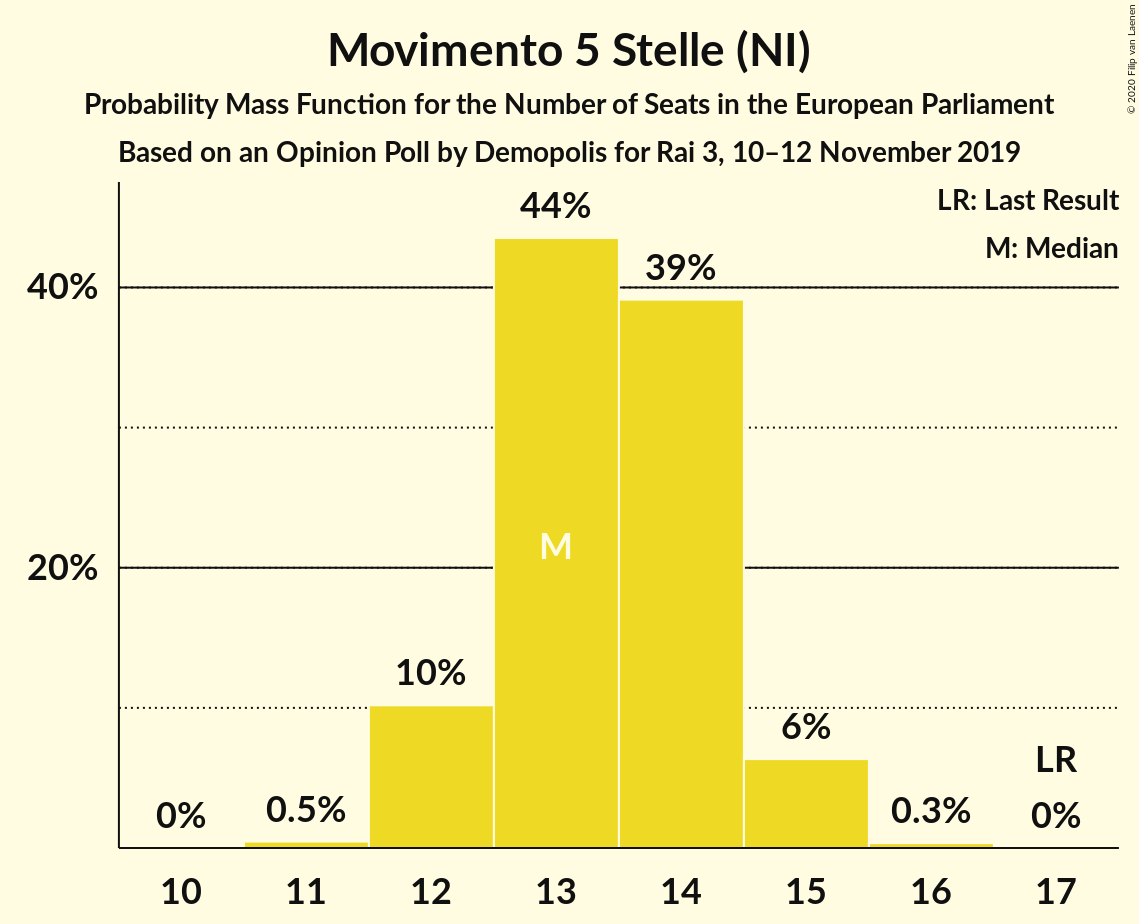 Movimento 5 Stelle (NI)
Probability Mass Function for the Number of Seats in the European Parliament
Based on an Opinion Poll by Demopolis for Rai 3, 10–12 November 2019
© 2020 Filip van Laenen
LR: Last Result
M: Median
44%
39%
40%
M
20%
10%
6%
LR
0%
0.5%
0.3%
0%
10 11 12 13 14 15 16 17